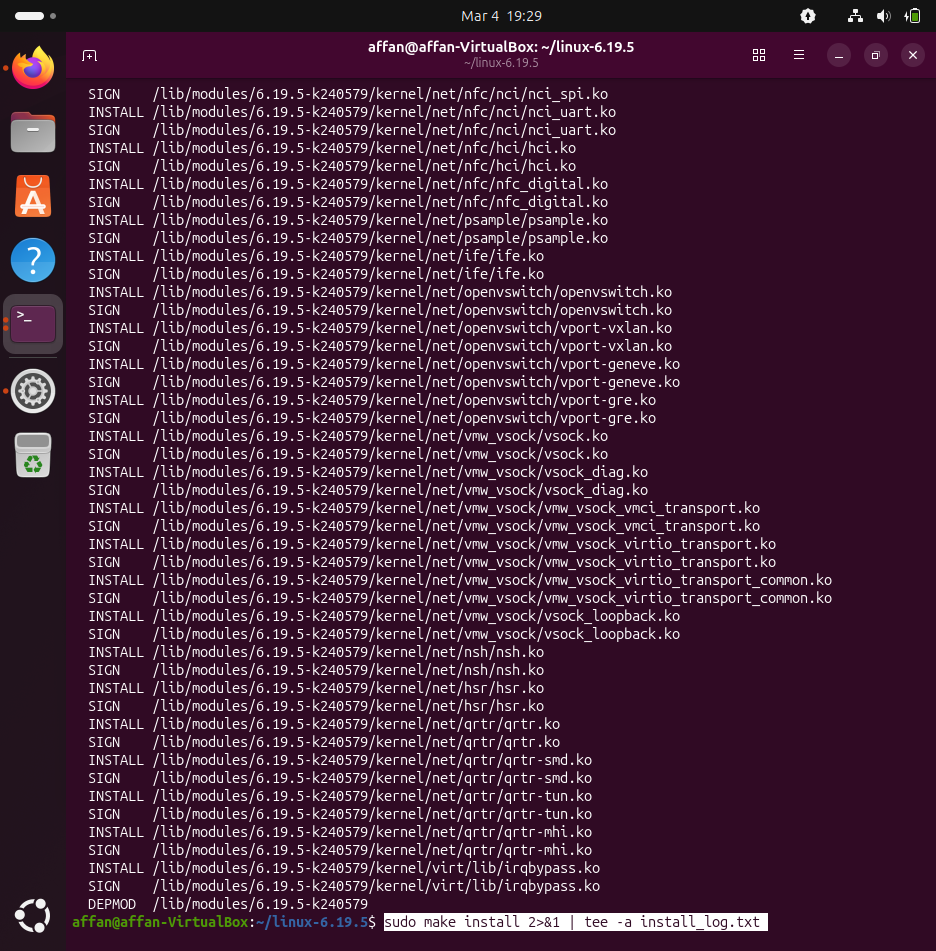 Mar 4 19:29
affan@affan-VirtualBox: ~/linux-6.19.5
~/linux-6.19.5
SIGN /lib/modules/6.19.5-k240579/kernel/net/nfc/nci/nci_spi.ko
INSTALL /lib/modules/6.19.5-k240579/kernel/net/nfc/nci/nci_uart.ko
SIGN /lib/modules/6.19.5-k240579/kernel/net/nfc/nci/nci_uart.ko
INSTALL /lib/modules/6.19.5-k240579/kernel/net/nfc/hci/hci.ko
SIGN /lib/modules/6.19.5-k240579/kernel/net/nfc/hci/hci.ko
INSTALL /lib/modules/6.19.5-k240579/kernel/net/nfc/nfc_digital.ko
SIGN /lib/modules/6.19.5-k240579/kernel/net/nfc/nfc_digital.ko
INSTALL /lib/modules/6.19.5-k240579/kernel/net/psample/psample.ko
SIGN /lib/modules/6.19.5-k240579/kernel/net/psample/psample.ko
INSTALL /lib/modules/6.19.5-k240579/kernel/net/ife/ife.ko
SIGN /lib/modules/6.19.5-k240579/kernel/net/ife/ife.ko
INSTALL /lib/modules/6.19.5-k240579/kernel/net/openvswitch/openvswitch.ko
SIGN /lib/modules/6.19.5-k240579/kernel/net/openvswitch/openvswitch.ko
INSTALL /lib/modules/6.19.5-k240579/kernel/net/openvswitch/vport-vxlan.ko
SIGN /lib/modules/6.19.5-k240579/kernel/net/openvswitch/vport-vxlan.ko
INSTALL /lib/modules/6.19.5-k240579/kernel/net/openvswitch/vport-geneve.ko
SIGN /lib/modules/6.19.5-k240579/kernel/net/openvswitch/vport-geneve.ko
INSTALL /lib/modules/6.19.5-k240579/kernel/net/openvswitch/vport-gre.ko
SIGN /lib/modules/6.19.5-k240579/kernel/net/openvswitch/vport-gre.ko
INSTALL /lib/modules/6.19.5-k240579/kernel/net/vmw_vsock/vsock.ko
SIGN /lib/modules/6.19.5-k240579/kernel/net/vmw_vsock/vsock.ko
INSTALL /lib/modules/6.19.5-k240579/kernel/net/vmw_vsock/vsock_diag.ko
SIGN /lib/modules/6.19.5-k240579/kernel/net/vmw_vsock/vsock_diag.ko
INSTALL /lib/modules/6.19.5-k240579/kernel/net/vmw_vsock/vmw_vsock_vmci_transport.ko
SIGN /lib/modules/6.19.5-k240579/kernel/net/vmw_vsock/vmw_vsock_vmci_transport.ko
INSTALL /lib/modules/6.19.5-k240579/kernel/net/vmw_vsock/vmw_vsock_virtio_transport.ko
SIGN /lib/modules/6.19.5-k240579/kernel/net/vmw_vsock/vmw_vsock_virtio_transport.ko
INSTALL /lib/modules/6.19.5-k240579/kernel/net/vmw_vsock/vmw_vsock_virtio_transport_common.ko
SIGN /lib/modules/6.19.5-k240579/kernel/net/vmw_vsock/vmw_vsock_virtio_transport_common.ko
INSTALL /lib/modules/6.19.5-k240579/kernel/net/vmw_vsock/vsock_loopback.ko
SIGN /lib/modules/6.19.5-k240579/kernel/net/vmw_vsock/vsock_loopback.ko
INSTALL /lib/modules/6.19.5-k240579/kernel/net/nsh/nsh.ko
SIGN /lib/modules/6.19.5-k240579/kernel/net/nsh/nsh.ko
INSTALL /lib/modules/6.19.5-k240579/kernel/net/hsr/hsr.ko
SIGN /lib/modules/6.19.5-k240579/kernel/net/hsr/hsr.ko
INSTALL /lib/modules/6.19.5-k240579/kernel/net/qrtr/qrtr.ko
SIGN /lib/modules/6.19.5-k240579/kernel/net/qrtr/qrtr.ko
INSTALL /lib/modules/6.19.5-k240579/kernel/net/qrtr/qrtr-smd.ko
SIGN /lib/modules/6.19.5-k240579/kernel/net/qrtr/qrtr-smd.ko
INSTALL /lib/modules/6.19.5-k240579/kernel/net/qrtr/qrtr-tun.ko
SIGN /lib/modules/6.19.5-k240579/kernel/net/qrtr/qrtr-tun.ko
INSTALL /lib/modules/6.19.5-k240579/kernel/net/qrtr/qrtr-mhi.ko
SIGN /lib/modules/6.19.5-k240579/kernel/net/qrtr/qrtr-mhi.ko
INSTALL /lib/modules/6.19.5-k240579/kernel/virt/lib/irqbypass.ko
SIGN /lib/modules/6.19.5-k240579/kernel/virt/lib/irqbypass.ko
DEPMOD /lib/modules/6.19.5-k240579
affan@affan-VirtualBox:~/linux-6.19.5$ sudo make install 2>&1 | tee -a install_log.txt